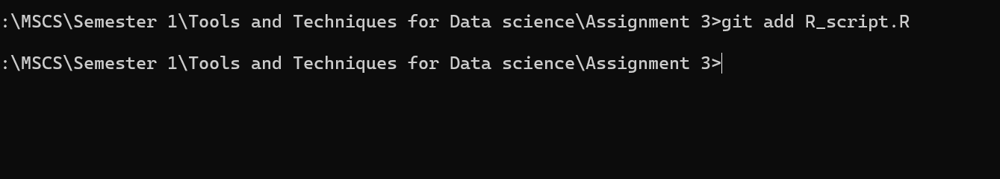 :\MSCS\Semester 1\Tools and Techniques for Data science\Assignment 3>git add R_script.R
:\MSCS\Semester 1\Tools and Techniques for Data science\Assignment 3>